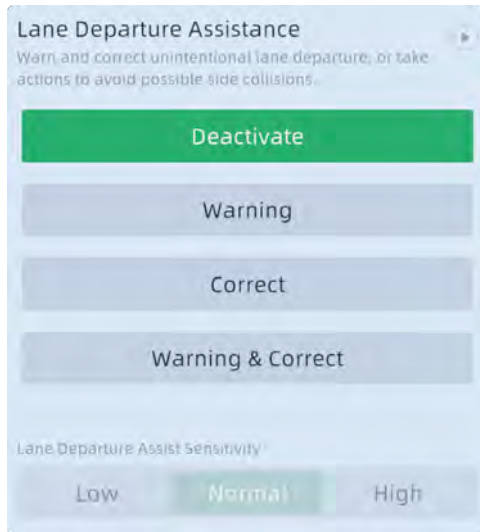 Lane Departure Assistance
Warn and correct unintentional lane departure, or take
actions to avoid possible side collisions.
Deactivate
Warning
Correct
Warning & Correct
Lane Departure Assist Sensitivity
Low Normal High